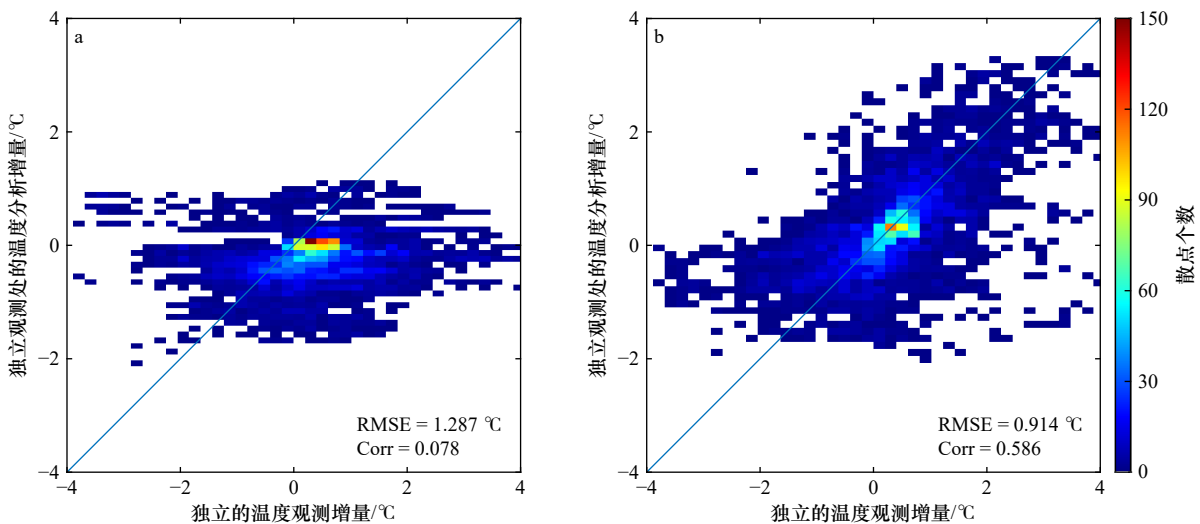 a
4
2
0
−2
−4
−4
−2
0
2
4
独立观测处的温度分析增量/℃
独立的温度观测增量/℃
RMSE = 1.287 ℃
Corr = 0.078
b
4
2
0
−2
−4
−4
−2
0
2
4
独立观测处的温度分析增量/℃
独立的温度观测增量/℃
RMSE = 0.914 ℃
Corr = 0.586
150
120
90
60
30
0
散点个数